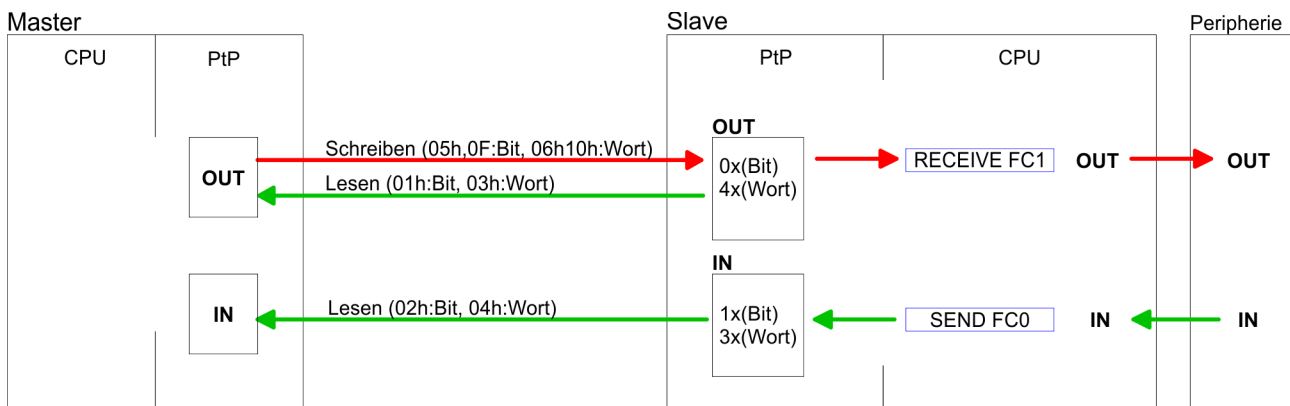 Master
Slave
Peripherie
CPU
PtP
PtP
CPU
OUT
Schreiben (05h,0F:Bit, 06h10h:Wort)
0x(Bit)
RECEIVE FC1
OUT
OUT
OUT
Lesen (01h:Bit, 03h:Wort)
4x(Wort)
IN
IN
Lesen (02h:Bit, 04h:Wort)
1x(Bit)
3x(Wort)
SEND FC0
IN
IN